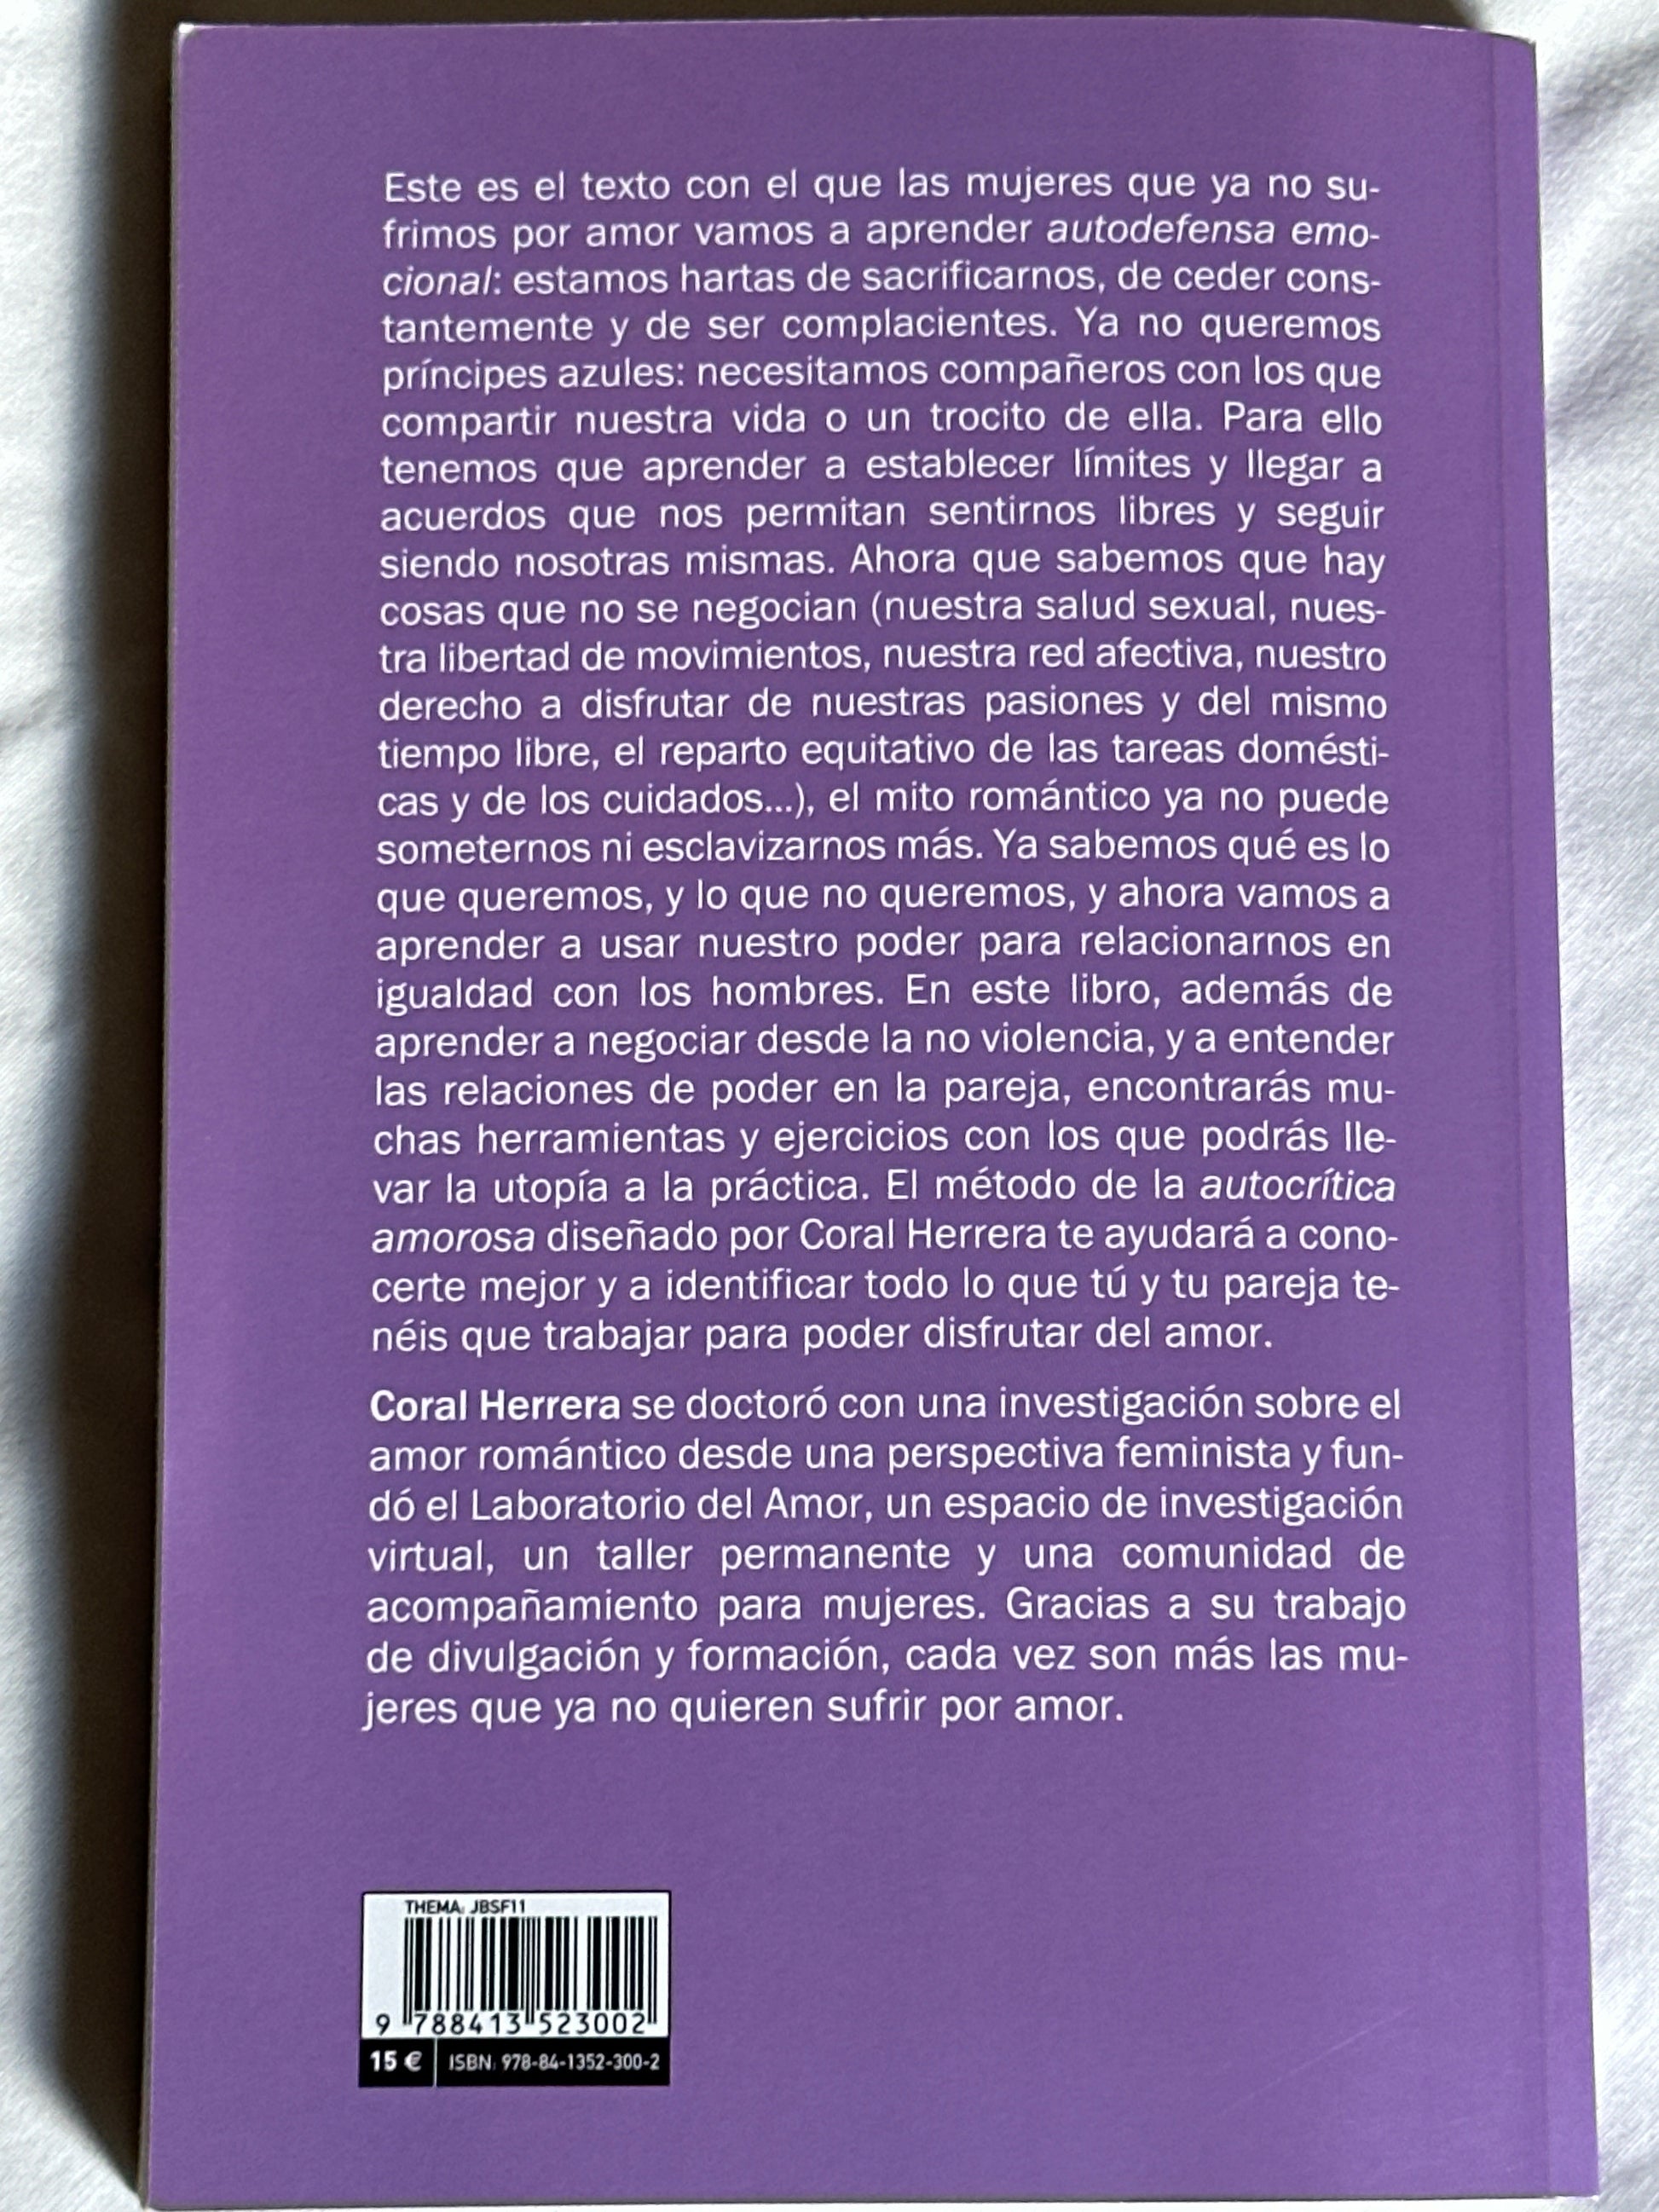 Este es el texto con el que las mujeres que ya no su-
frimos por amor vamos a aprender autodefensa emo-
cional: estamos hartas de sacrificarnos, de ceder cons-
tantemente y de ser complacientes. Ya no queremos
príncipes azules: necesitamos compañeros con los que
compartir nuestra vida o un trocito de ella. Para ello
tenemos que aprender a establecer límites y llegar a
acuerdos que nos permitan sentirnos libres y seguir
siendo nosotras mismas. Ahora que sabemos que hay
cosas que no se negocian (nuestra salud sexual, nues-
tra libertad de movimientos, nuestra red afectiva, nuestro
derecho a disfrutar de nuestras pasiones y del mismo
tiempo libre, el reparto equitativo de las tareas domésti-
cas y de los cuidados...), el mito romántico ya no puede
someternos ni esclavizarnos más. Ya sabemos qué es lo
que queremos, y lo que no queremos, y ahora vamos a
aprender a usar nuestro poder para relacionarnos en
igualdad con los hombres. En este libro, además de
aprender a negociar desde la no violencia, y a entender
las relaciones de poder en la pareja, encontrarás mu-
chas herramientas y ejercicios con los que podrás lle-
var la utopía a la práctica. El método de la autocrítica
amorosa diseñado por Coral Herrera te ayudará a cono-
certe mejor y a identificar todo lo que tú y tu pareja te-
néis que trabajar para poder disfrutar del amor.
Coral Herrera se doctoró con una investigación sobre el
amor romántico desde una perspectiva feminista y fun-
dó el Laboratorio del Amor, un espacio de investigación
virtual, un taller permanente y una comunidad de
acompañamiento para mujeres. Gracias a su trabajo
de divulgación y formación, cada vez son más las mu-
jeres que ya no quieren sufrir por amor.
THEMA: JBSF11
9 788413 523002
15 € ISBN: 978-84-1352-300-2